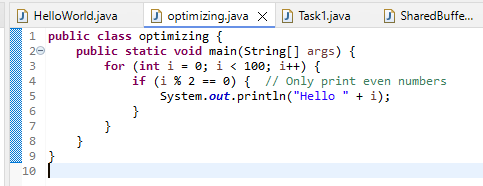 HelloWorld.java
optimizing.java
Task1.java
SharedBuffe...
1 public class optimizing {
2 public static void main(String[] args) {
3 for (int i = 0; i < 100; i++) {
4 if (i % 2 == 0) {  // Only print even numbers
5 System.out.println("Hello " + i);
6 }
7 }
8 }
9 }
10